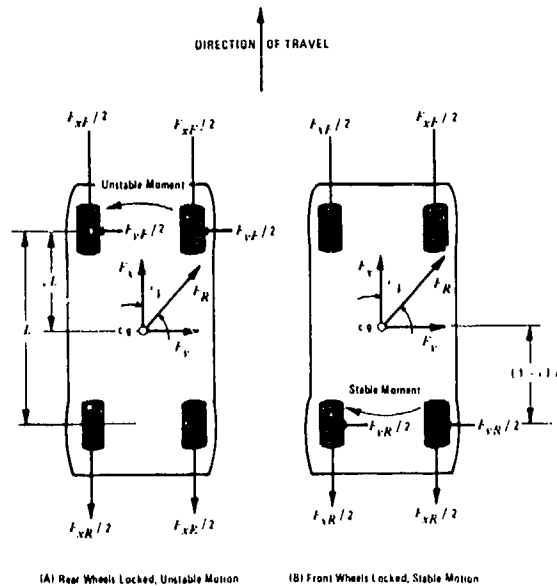 DIRECTION OF TRAVEL
F_xF/2
F_xF/2
F_xF/2
F_xF/2
Unstable Moment
F_yF/2
F_yF/2
F_x
F_R
F_y
cg
L
F_x
F_R
F_y
cg
Stable Moment
F_yR/2
F_yR/2
F_xR/2
F_xR/2
F_xR/2
F_xR/2
(A) Rear Wheels Locked, Unstable Motion
(B) Front Wheels Locked, Stable Motion